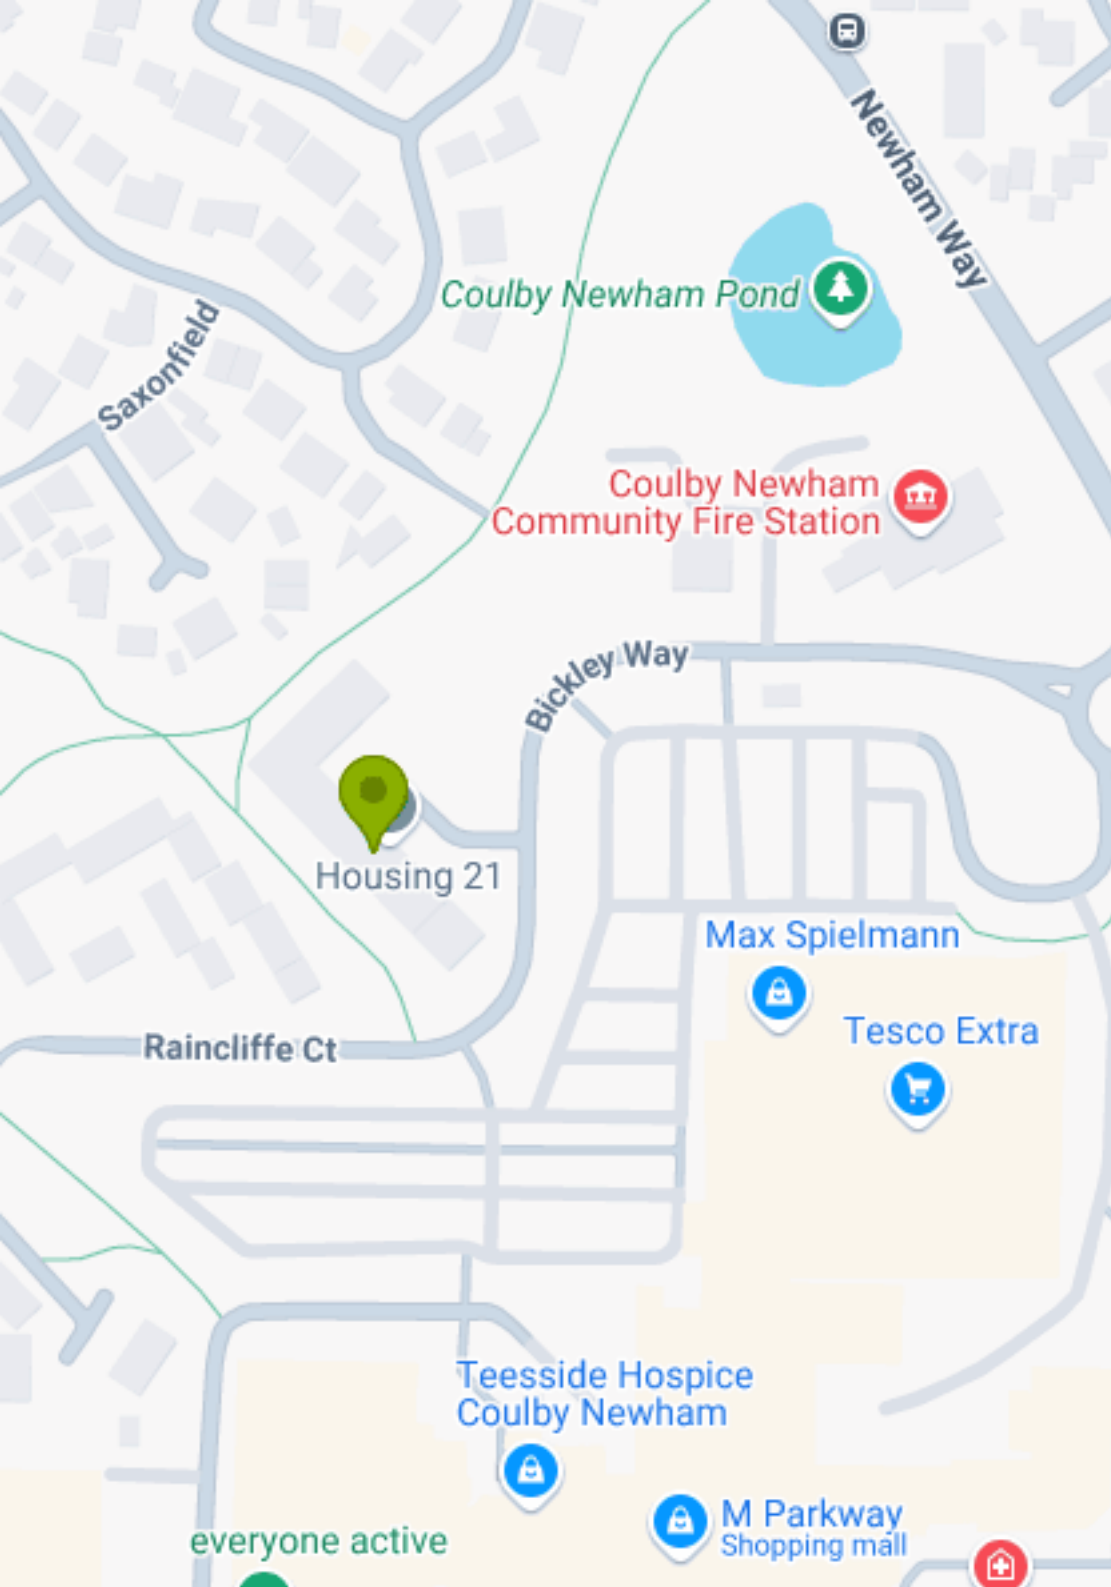 Newham Way
Coulby Newham Pond
Saxonfield
Coulby Newham
Community Fire Station
Bickley Way
Housing 21
Max Spielmann
Tesco Extra
Raincliffe Ct
Teesside Hospice
Coulby Newham
M Parkway
Shopping mall
everyone active